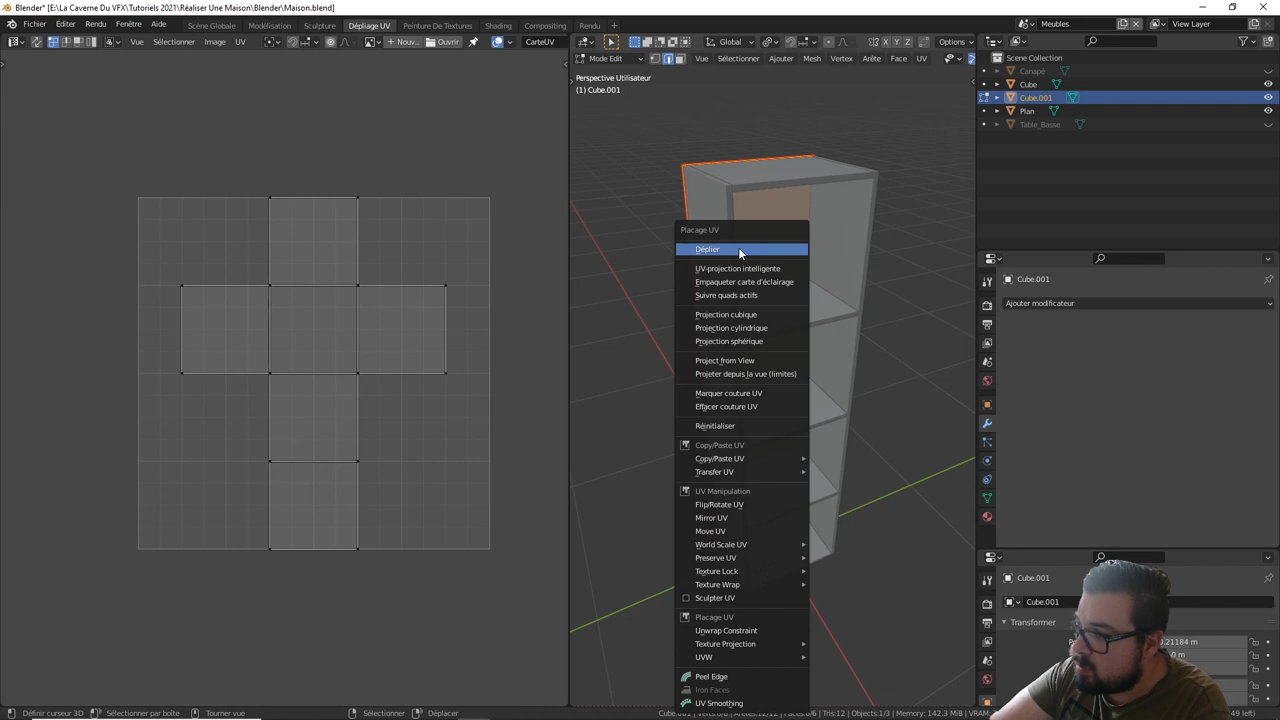 Blender* [E:\La Caverne Du VFX\Tutoriels 2021\Réaliser Une Maison\Blender\Maison.blend]
Fichier Éditer Rendu Fenêtre Aide Scène Globale Modélisation Sculpture Dépliage UV Peinture De Textures Shading Compositing Rendu Meubles View Layer
Vue Sélectionner Image UV Nouv... Ouvrir CarteUV Global X Y Z Options
Mode Edit Vue Sélectionner Ajouter Mesh Vertex Arête Face UV
Scene Collection
Canapé
Cube
Cube.001
Plan
Table_Basse
Perspective Utilisateur
(1) Cube.001
Placage UV
Déplier
UV-projection intelligente
Empaqueter carte d'éclairage
Suivre quads actifs
Projection cubique
Projection cylindrique
Projection sphérique
Project from View
Projeter depuis la vue (limites)
Marquer couture UV
Effacer couture UV
Réinitialiser
Copy/Paste UV
Copy/Paste UV
Transfer UV
UV Manipulation
Flip/Rotate UV
Mirror UV
Move UV
World Scale UV
Preserve UV
Texture Lock
Texture Wrap
Sculpter UV
Placage UV
Unwrap Constraint
Texture Projection
UVW
Peel Edge
Iron Faces
UV Smoothing
Cube.001
Ajouter modificateur
Cube.001
Cube.001
Transformer
0.21184 m
Définir curseur 3D Sélectionner par boîte Tourner vue Sélectionner Déplacer